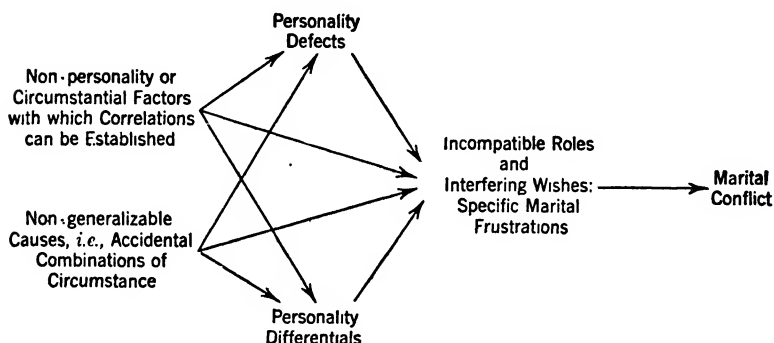 Personality
Defects
Non-personality or
Circumstantial Factors
with which Correlations
can be Established
Incompatible Roles
and
Interfering Wishes:
Specific Marital
Frustrations
Marital
Conflict
Non-generalizable
Causes, i.e., Accidental
Combinations of
Circumstance
Personality
Differentials